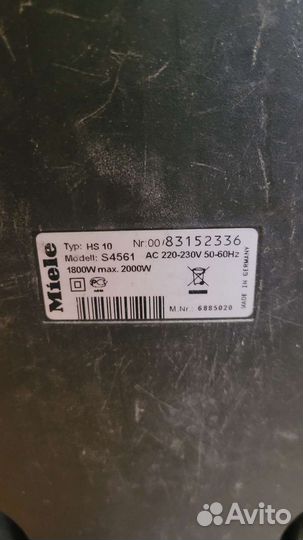 Miele
Typ: HS 10 Nr:00/83152336
Modell: S4561 AC 220-230V 50-60Hz
1800W max. 2000W
M.Nr.: 6885020
MADE IN GERMANY
Avito